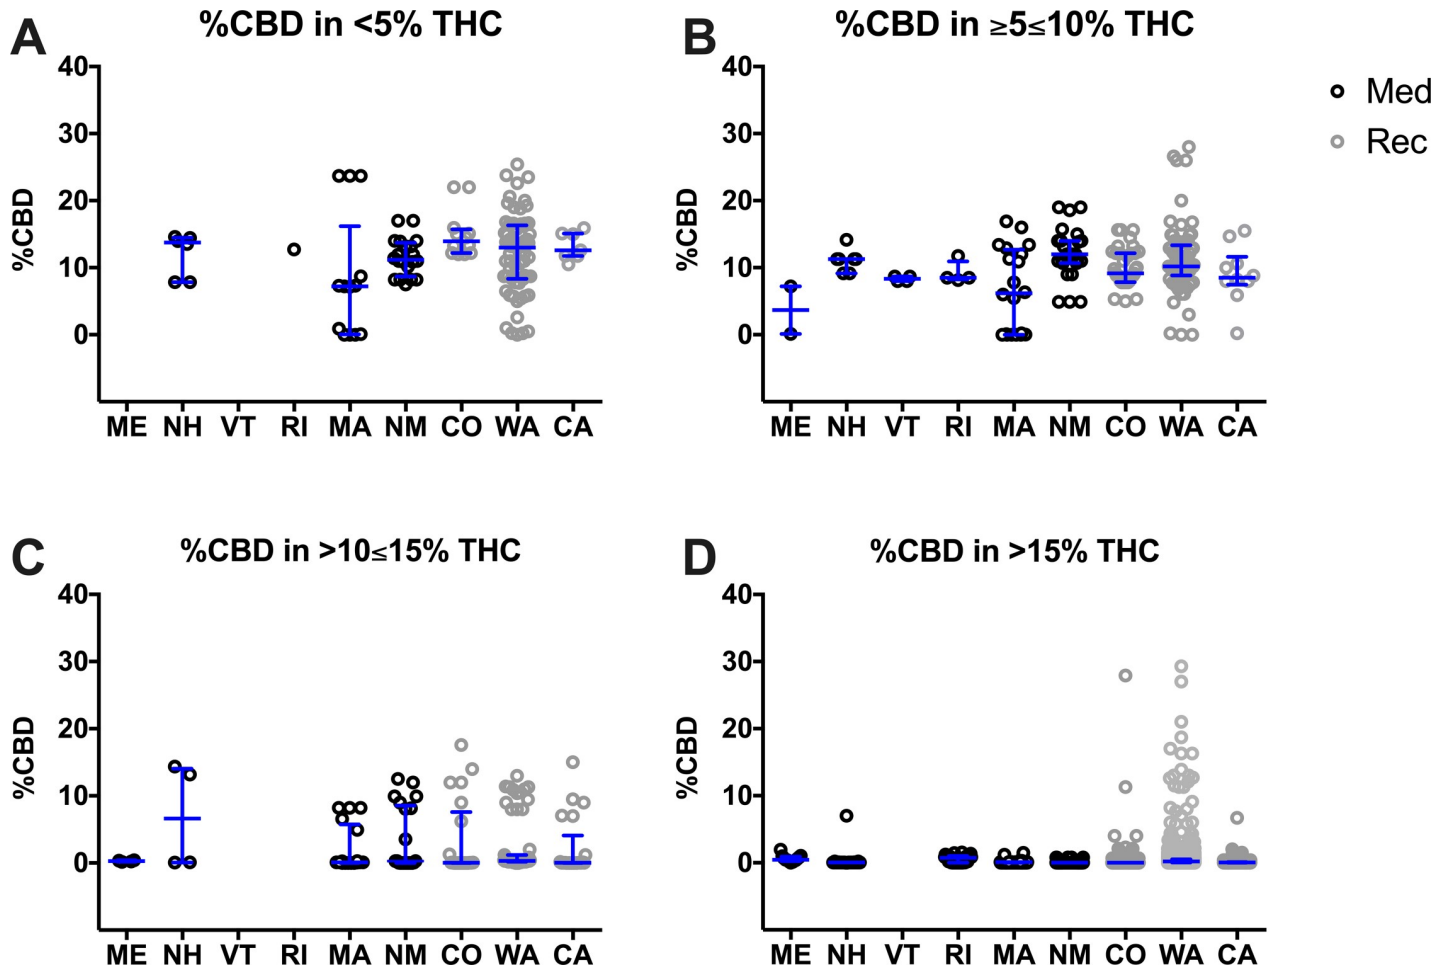 A %CBD in <5% THC
40
30
20
10
0
%CBD
ME NH VT RI MA NM CO WA CA
B %CBD in ≥5≤10% THC
40
30
20
10
0
%CBD
ME NH VT RI MA NM CO WA CA
Med
Rec
C %CBD in >10≤15% THC
40
30
20
10
0
%CBD
ME NH VT RI MA NM CO WA CA
D %CBD in >15% THC
40
30
20
10
0
%CBD
ME NH VT RI MA NM CO WA CA